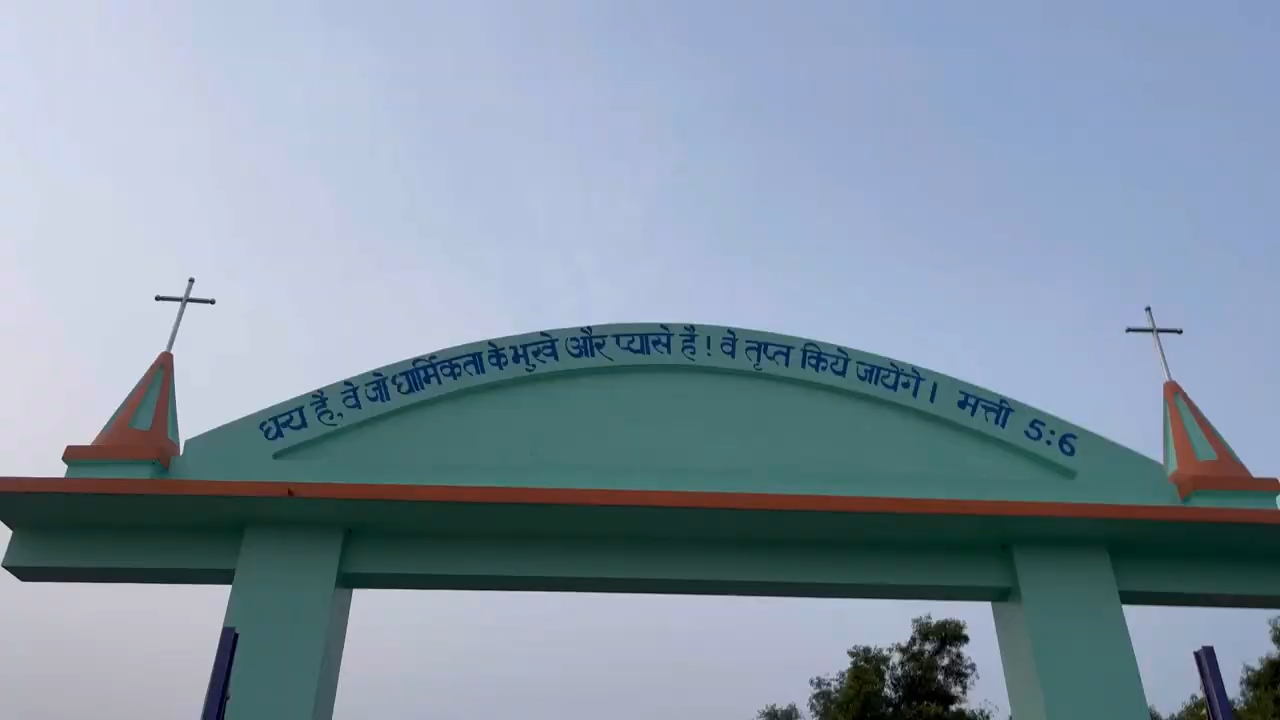 धन्य है, वे जो धार्मिकता के भुखे और प्यासे है ! वे तृप्त किये जायेंगे । मत्ती 5:6